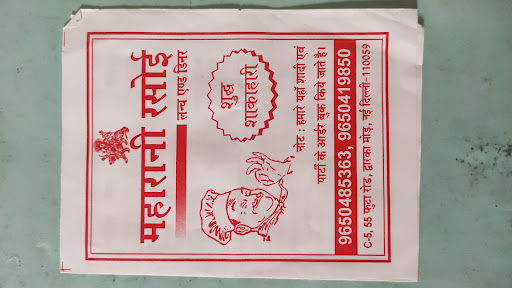 महारानी रसोई
लन्च एण्ड डिनर
शुद्ध
शाकाहारी
नोट : हमारे यहाँ शादी एवं
पार्टी के आर्डर बुक किये जाते है।
9650485363, 9650419850
C-5, 55 फुटा रोड, द्वारका मोड़, नई दिल्ली-110059